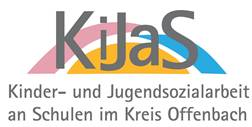 KiJaS
Kinder- und Jugendsozialarbeit
an Schulen im Kreis Offenbach